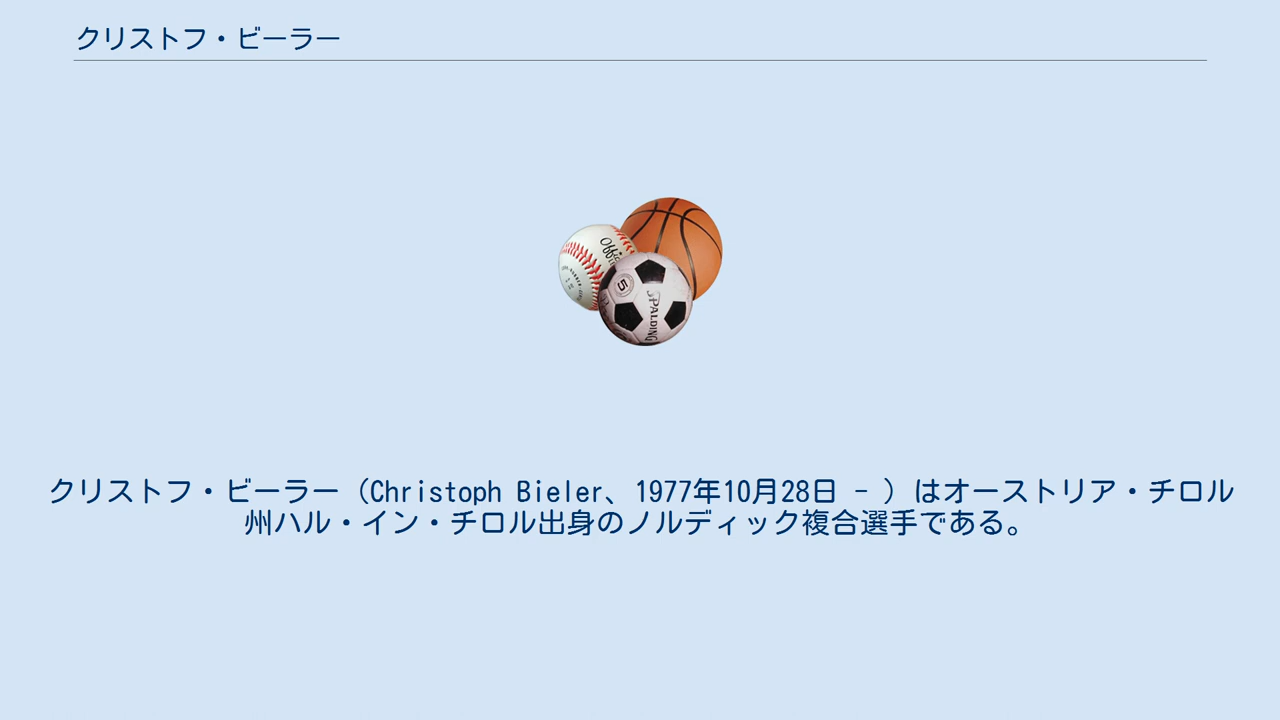 クリストフ・ビーラー
Offic
5
SPALDING
クリストフ・ビーラー（Christoph Bieler、1977年10月28日 - ）はオーストリア・チロル
州ハル・イン・チロル出身のノルディック複合選手である。